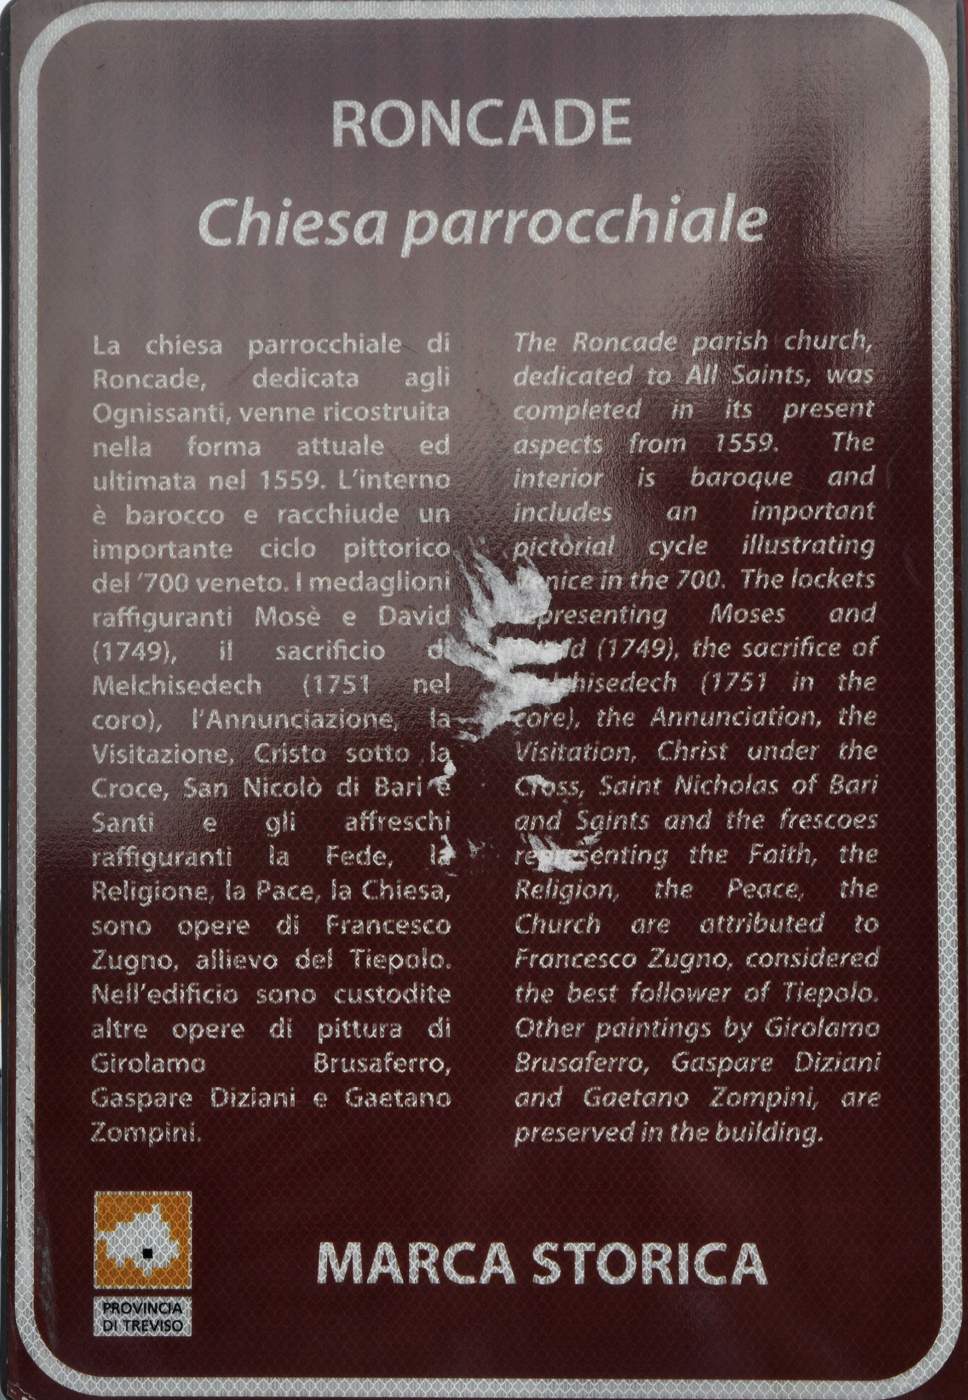 RONCADE
Chiesa parrocchiale
La chiesa parrocchiale di
Roncade, dedicata agli
Ognissanti, venne ricostruita
nella forma attuale ed
ultimata nel 1559. L'interno
è barocco e racchiude un
importante ciclo pittorico
del '700 veneto. I medaglioni
raffiguranti Mosè e David
(1749), il sacrificio di
Melchisedech (1751 nel
coro), l'Annunciazione, la
Visitazione, Cristo sotto la
Croce, San Nicolò di Bari e
Santi e gli affreschi
raffiguranti la Fede, la
Religione, la Pace, la Chiesa,
sono opere di Francesco
Zugno, allievo del Tiepolo.
Nell'edificio sono custodite
altre opere di pittura di
Girolamo Brusaferro,
Gaspare Diziani e Gaetano
Zompini.
The Roncade parish church,
dedicated to All Saints, was
completed in its present
aspects from 1559. The
interior is baroque and
includes an important
pictorial cycle illustrating
Venice in the 700. The lockets
representing Moses and
David (1749), the sacrifice of
Melchisedech (1751 in the
core), the Annunciation, the
Visitation, Christ under the
Cross, Saint Nicholas of Bari
and Saints and the frescoes
representing the Faith, the
Religion, the Peace, the
Church are attributed to
Francesco Zugno, considered
the best follower of Tiepolo.
Other paintings by Girolamo
Brusaferro, Gaspare Diziani
and Gaetano Zompini, are
preserved in the building.
MARCA STORICA
PROVINCIA
DI TREVISO